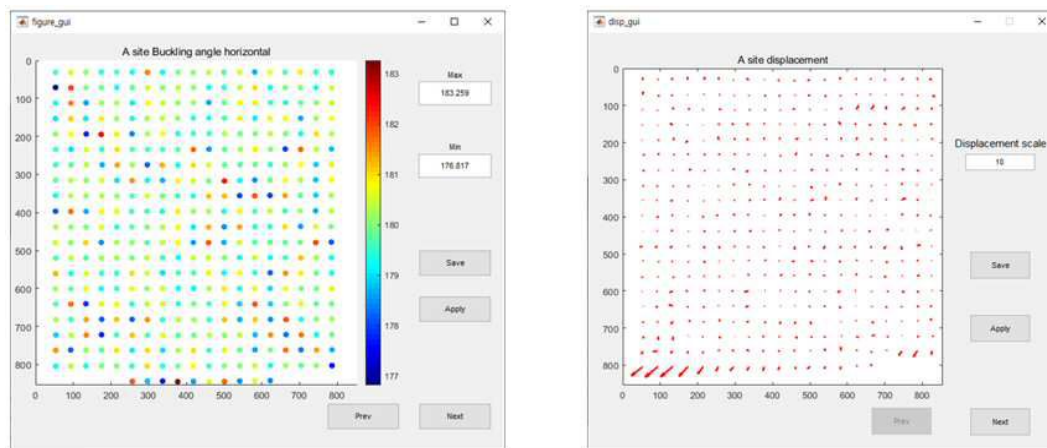 figure_gui
A site Buckling angle horizontal
0
100
200
300
400
500
600
700
800
0 100 200 300 400 500 600 700 800
183
182
181
180
179
178
177
Max
183.259
Min
176.817
Save
Apply
Prev
Next
disp_gui
A site displacement
0
100
200
300
400
500
600
700
800
0 100 200 300 400 500 600 700 800
Displacement scale
10
Save
Apply
Prev
Next